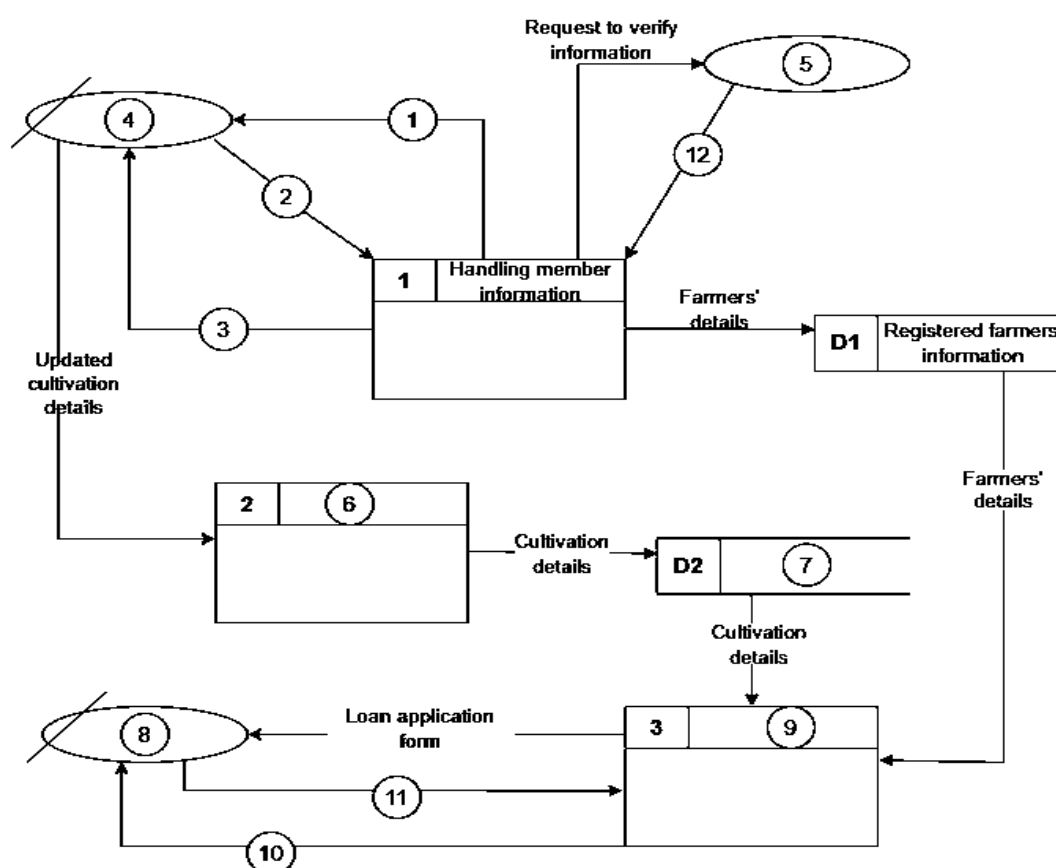 Request to verify
information
5
4
1
12
2
1
Handling member
information
3
Farmers'
details
D1
Registered farmers
information
Updated
cultivation
details
Farmers'
details
2
6
Cultivation
details
D2
7
Cultivation
details
8
Loan application
form
3
9
11
10